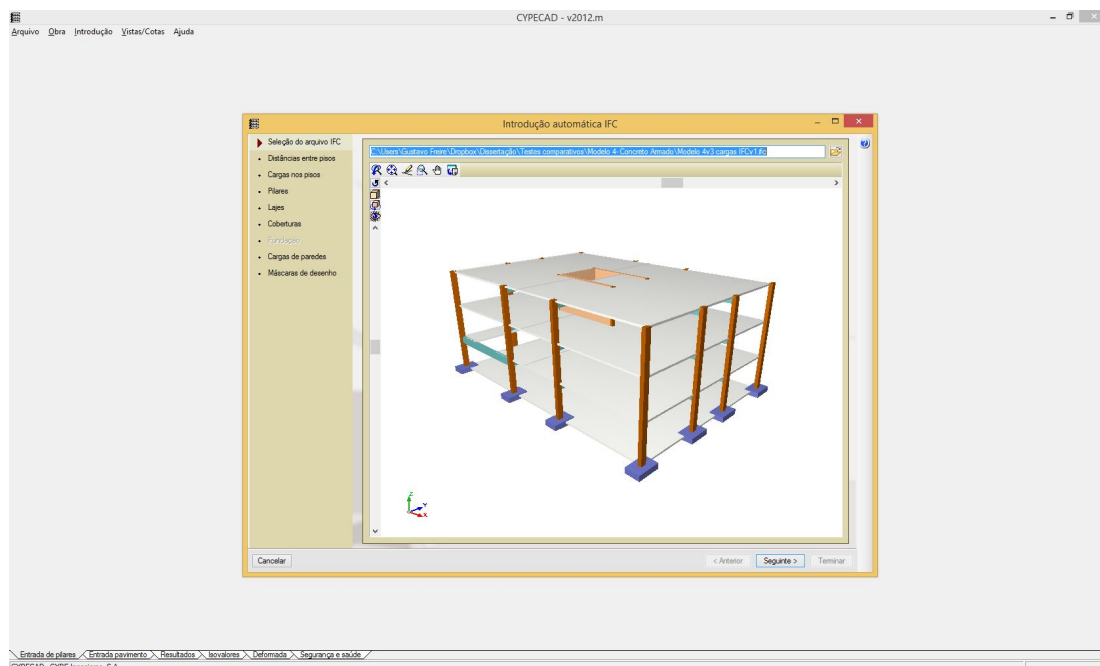 CYPECAD - v2012.m
Arquivo Obra Introdução Vistas/Cotas Ajuda
Introdução automática IFC
Seleção do arquivo IFC
C:\Users\Gustavo Freire\Dropbox\Dissertação\Testes comparativos\Modelo 4- Concreto Armado\Modelo 4v3 cargas IFCv1.ifc
Distâncias entre pisos
Cargas nos pisos
Pilares
Lajes
Coberturas
Fundação
Cargas de paredes
Máscaras de desenho
z
Y
X
Cancelar
< Anterior Seguinte > Terminar
Entrada de pilares Entrada pavimento Resultados Isovalores Deformada Segurança e saúde